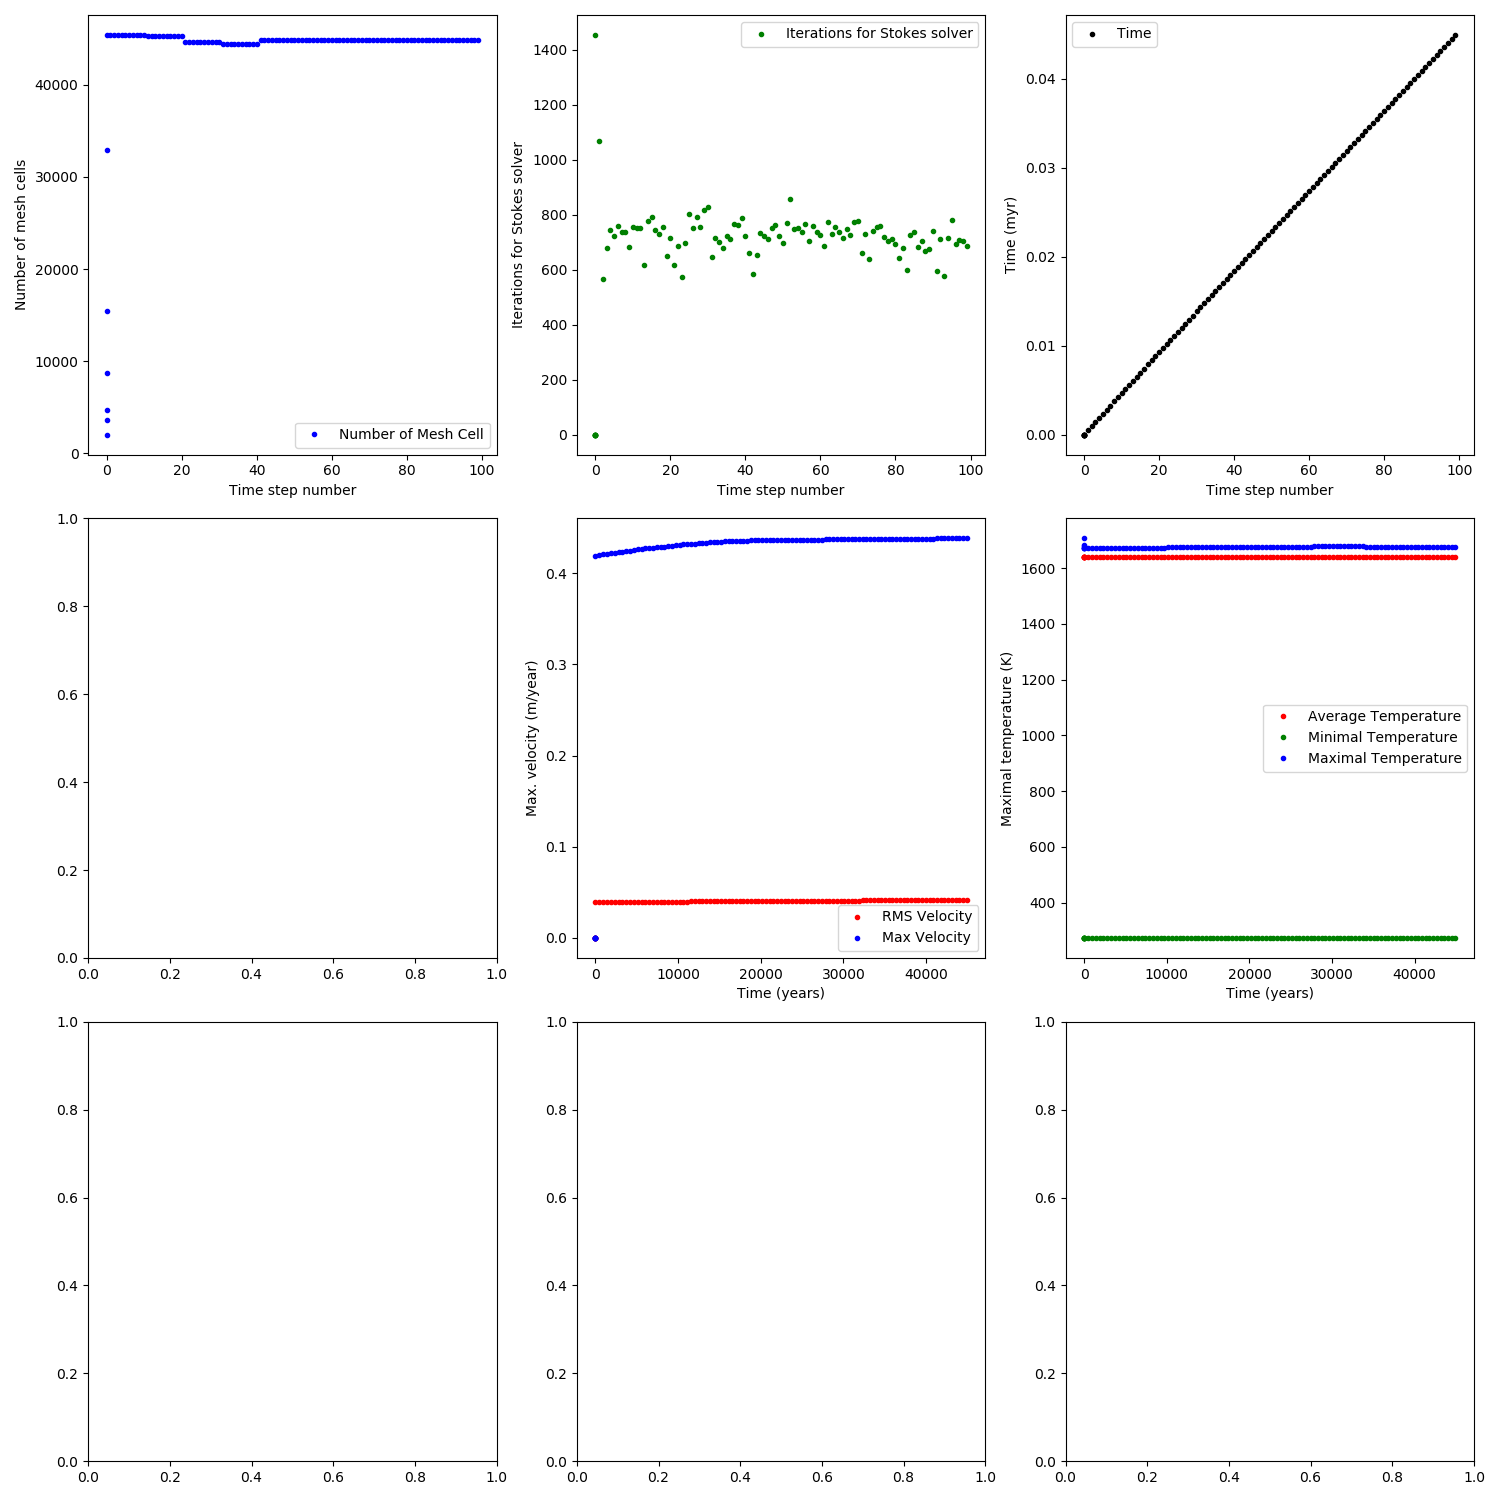 Number of mesh cells
40000
30000
20000
10000
0
Number of Mesh Cell
0 20 40 60 80 100
Time step number
Iterations for Stokes solver
1400
1200
1000
800
600
400
200
0
Iterations for Stokes solver
0 20 40 60 80 100
Time step number
Time (myr)
0.04
0.03
0.02
0.01
0.00
Time
0 20 40 60 80 100
Time step number
1.0
0.8
0.6
0.4
0.2
0.0
0.0 0.2 0.4 0.6 0.8 1.0
Max. velocity (m/year)
0.4
0.3
0.2
0.1
0.0
RMS Velocity
Max Velocity
0 10000 20000 30000 40000
Time (years)
Maximal temperature (K)
1600
1400
1200
1000
800
600
400
Average Temperature
Minimal Temperature
Maximal Temperature
0 10000 20000 30000 40000
Time (years)
1.0
0.8
0.6
0.4
0.2
0.0
0.0 0.2 0.4 0.6 0.8 1.0
1.0
0.8
0.6
0.4
0.2
0.0
0.0 0.2 0.4 0.6 0.8 1.0
1.0
0.8
0.6
0.4
0.2
0.0
0.0 0.2 0.4 0.6 0.8 1.0